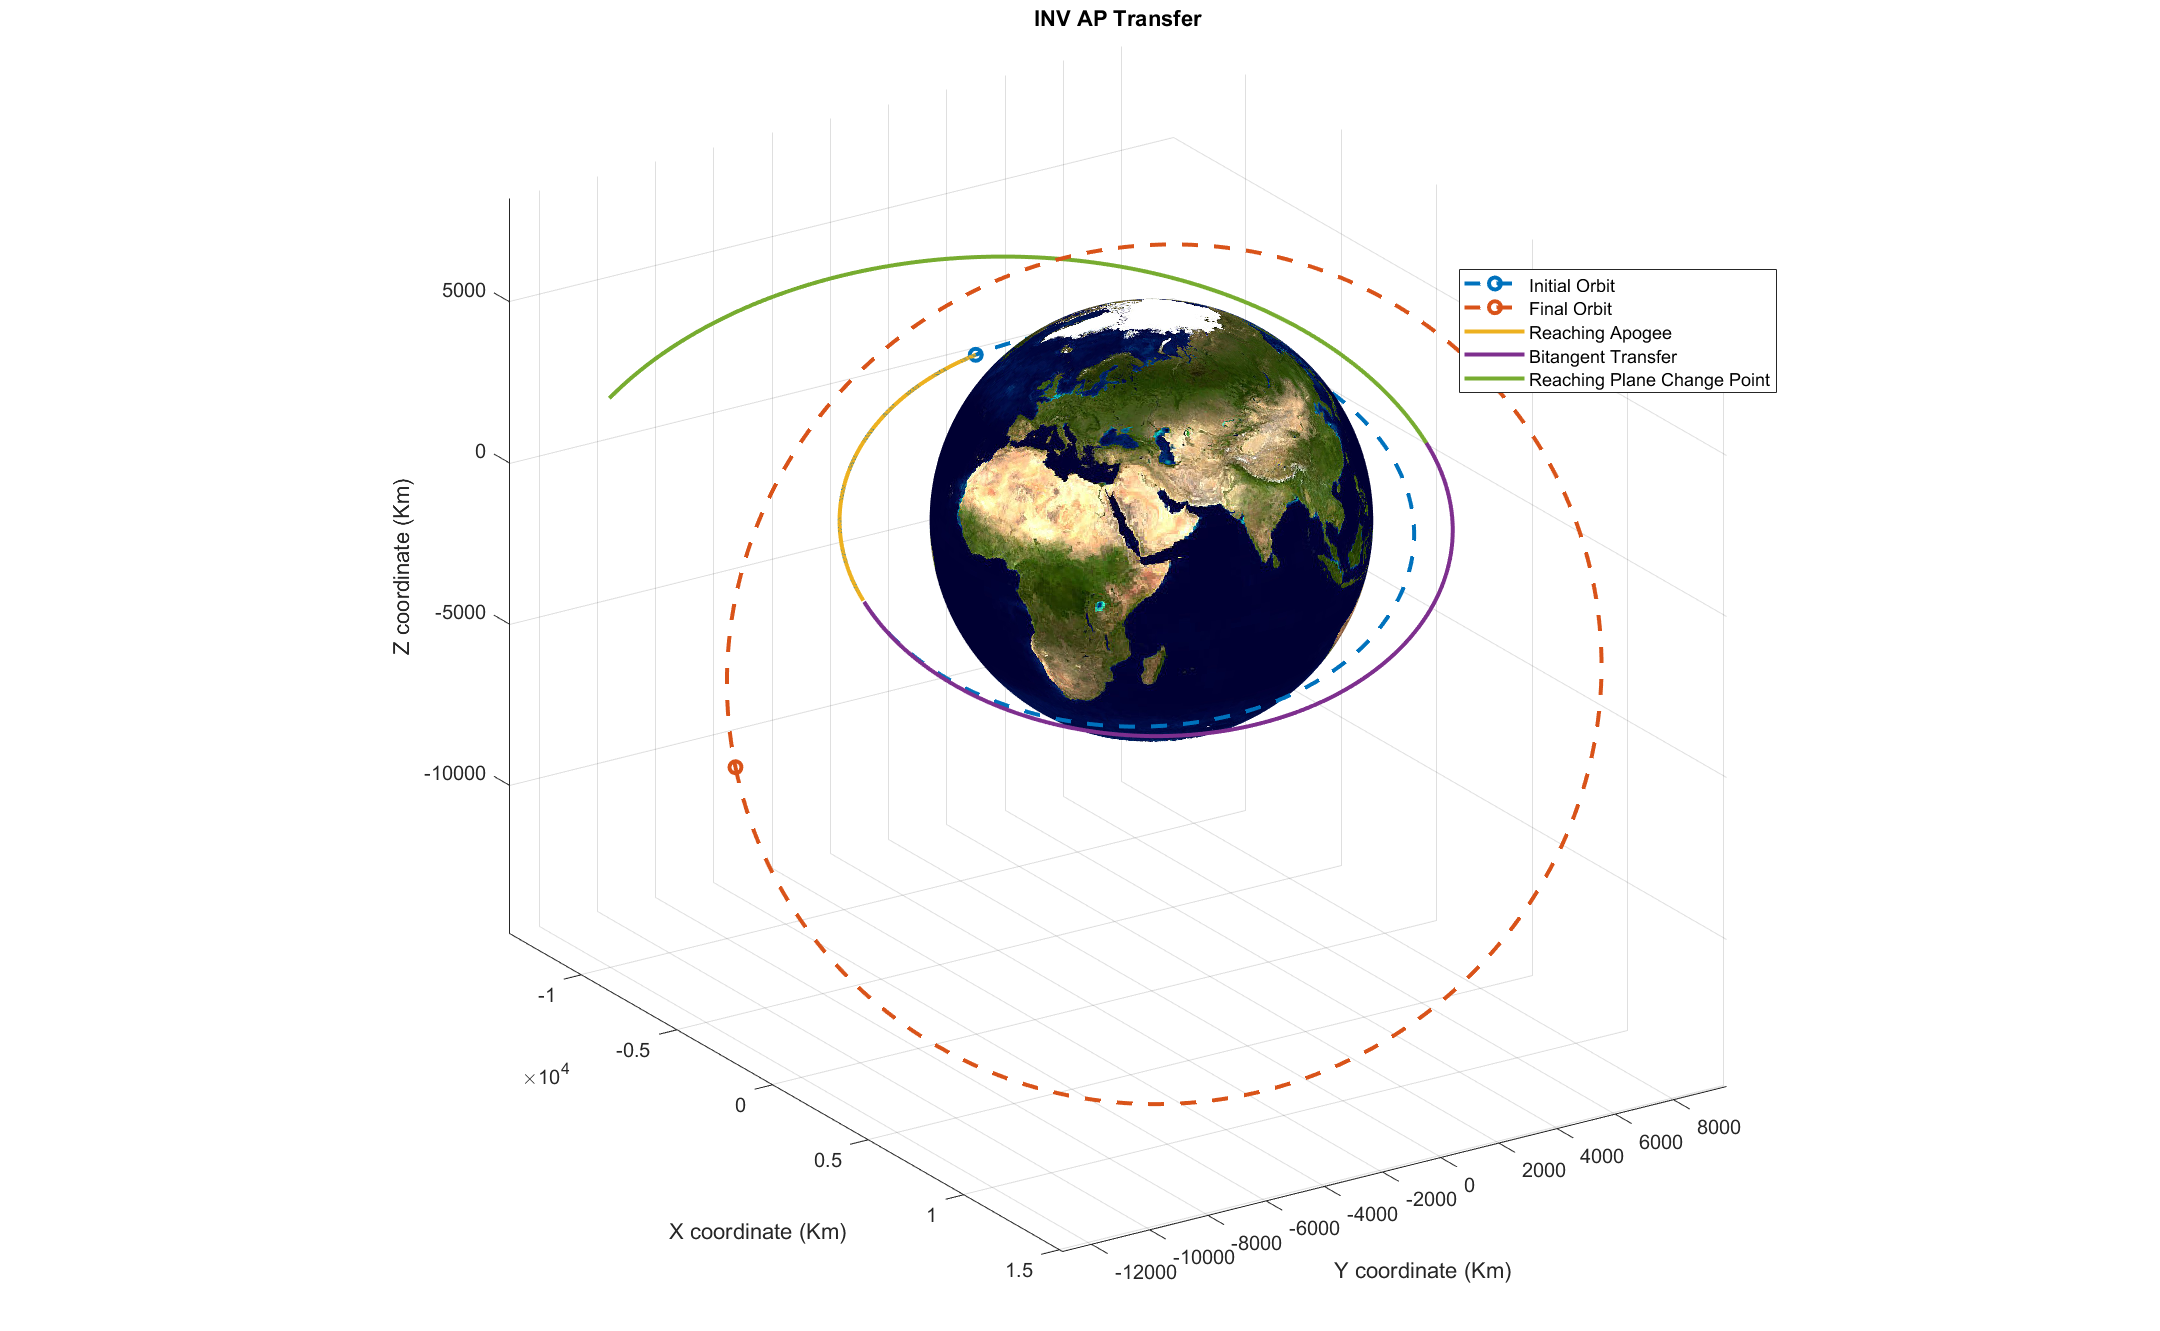 INV AP Transfer
Initial Orbit
Final Orbit
Reaching Apogee
Bitangent Transfer
Reaching Plane Change Point
5000
0
-5000
-10000
Z coordinate (Km)
-1
-0.5
0
0.5
1
1.5
×10^4
X coordinate (Km)
-12000
-10000
-8000
-6000
-4000
-2000
0
2000
4000
6000
8000
Y coordinate (Km)